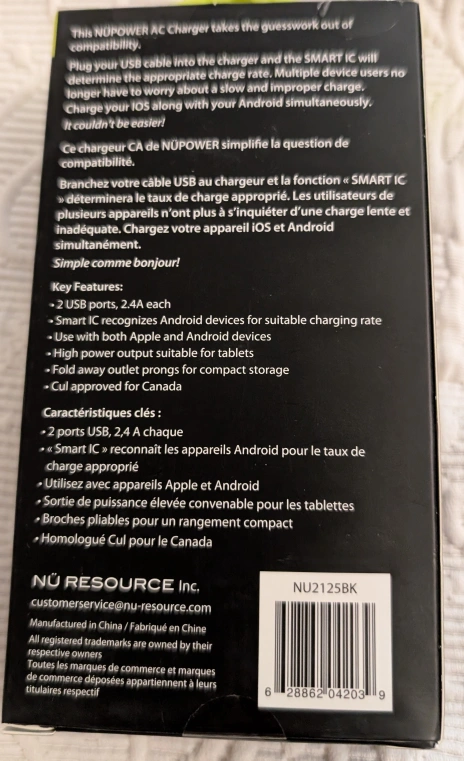 This NÜPOWER AC Charger takes the guesswork out of
compatibility.
Plug your USB cable into the charger and the SMART IC will
determine the appropriate charge rate. Multiple device users no
longer have to worry about a slow and improper charge.
Charge your IOS along with your Android simultaneously.
It couldn't be easier!
Ce chargeur CA de NÜPOWER simplifie la question de
compatibilité.
Branchez votre câble USB au chargeur et la fonction « SMART IC
» déterminera le taux de charge approprié. Les utilisateurs de
plusieurs appareils n'ont plus à s'inquiéter d'une charge lente et
inadéquate. Chargez votre appareil iOS et Android
simultanément.
Simple comme bonjour!
Key Features:
• 2 USB ports, 2.4A each
• Smart IC recognizes Android devices for suitable charging rate
• Use with both Apple and Android devices
• High power output suitable for tablets
• Fold away outlet prongs for compact storage
• Cul approved for Canada
Caractéristiques clés :
• 2 ports USB, 2,4 A chaque
• « Smart IC » reconnaît les appareils Android pour le taux de
charge approprié
• Utilisez avec appareils Apple et Android
• Sortie de puissance élevée convenable pour les tablettes
• Broches pliables pour un rangement compact
• Homologué Cul pour le Canada
NÜ RESOURCE Inc.
customerservice@nu-resource.com
Manufactured in China / Fabriqué en Chine
All registered trademarks are owned by their
respective owners
Toutes les marques de commerce et marques
de commerce déposées appartiennent à leurs
titulaires respectif
NU2125BK
6 28862 04203 9